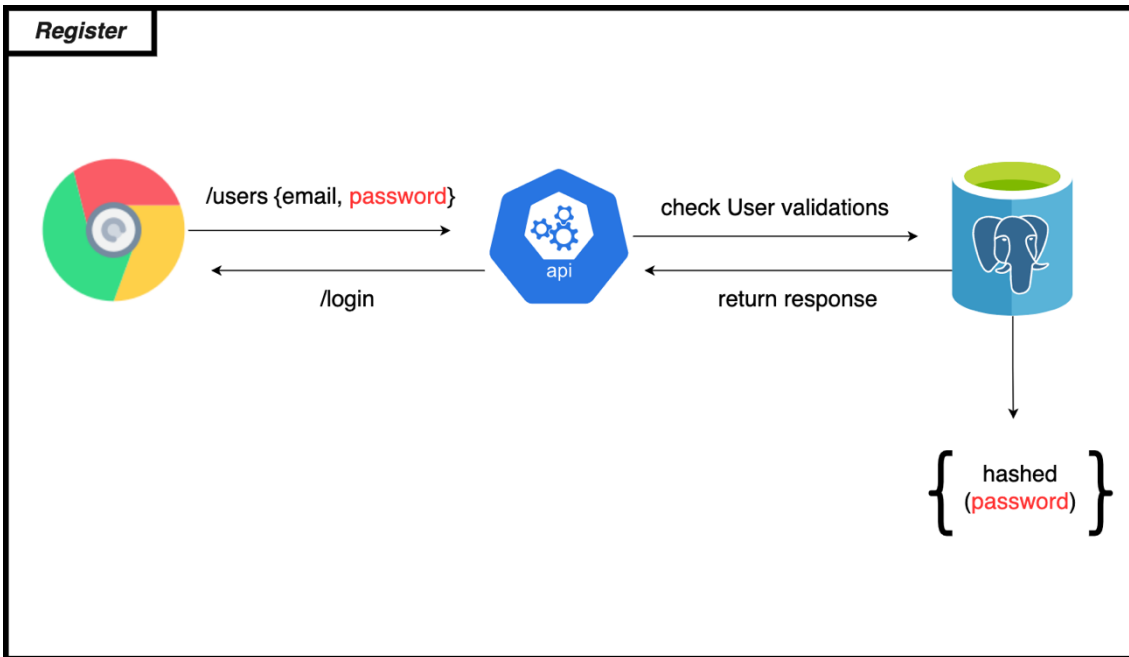 Register
/users {email, password}
check User validations
api
/login
return response
hashed
(password)